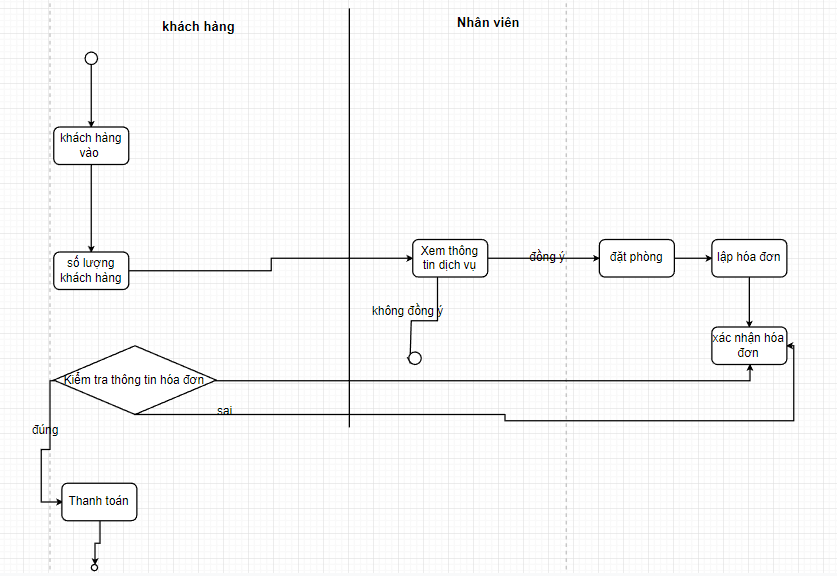 khách hàng
Nhân viên
khách hàng
vào
số lượng
khách hàng
Xem thông
tin dịch vụ
đồng ý
đặt phòng
lập hóa đơn
không đồng ý
xác nhận hóa
đơn
Kiểm tra thông tin hóa đơn
sai
đúng
Thanh toán